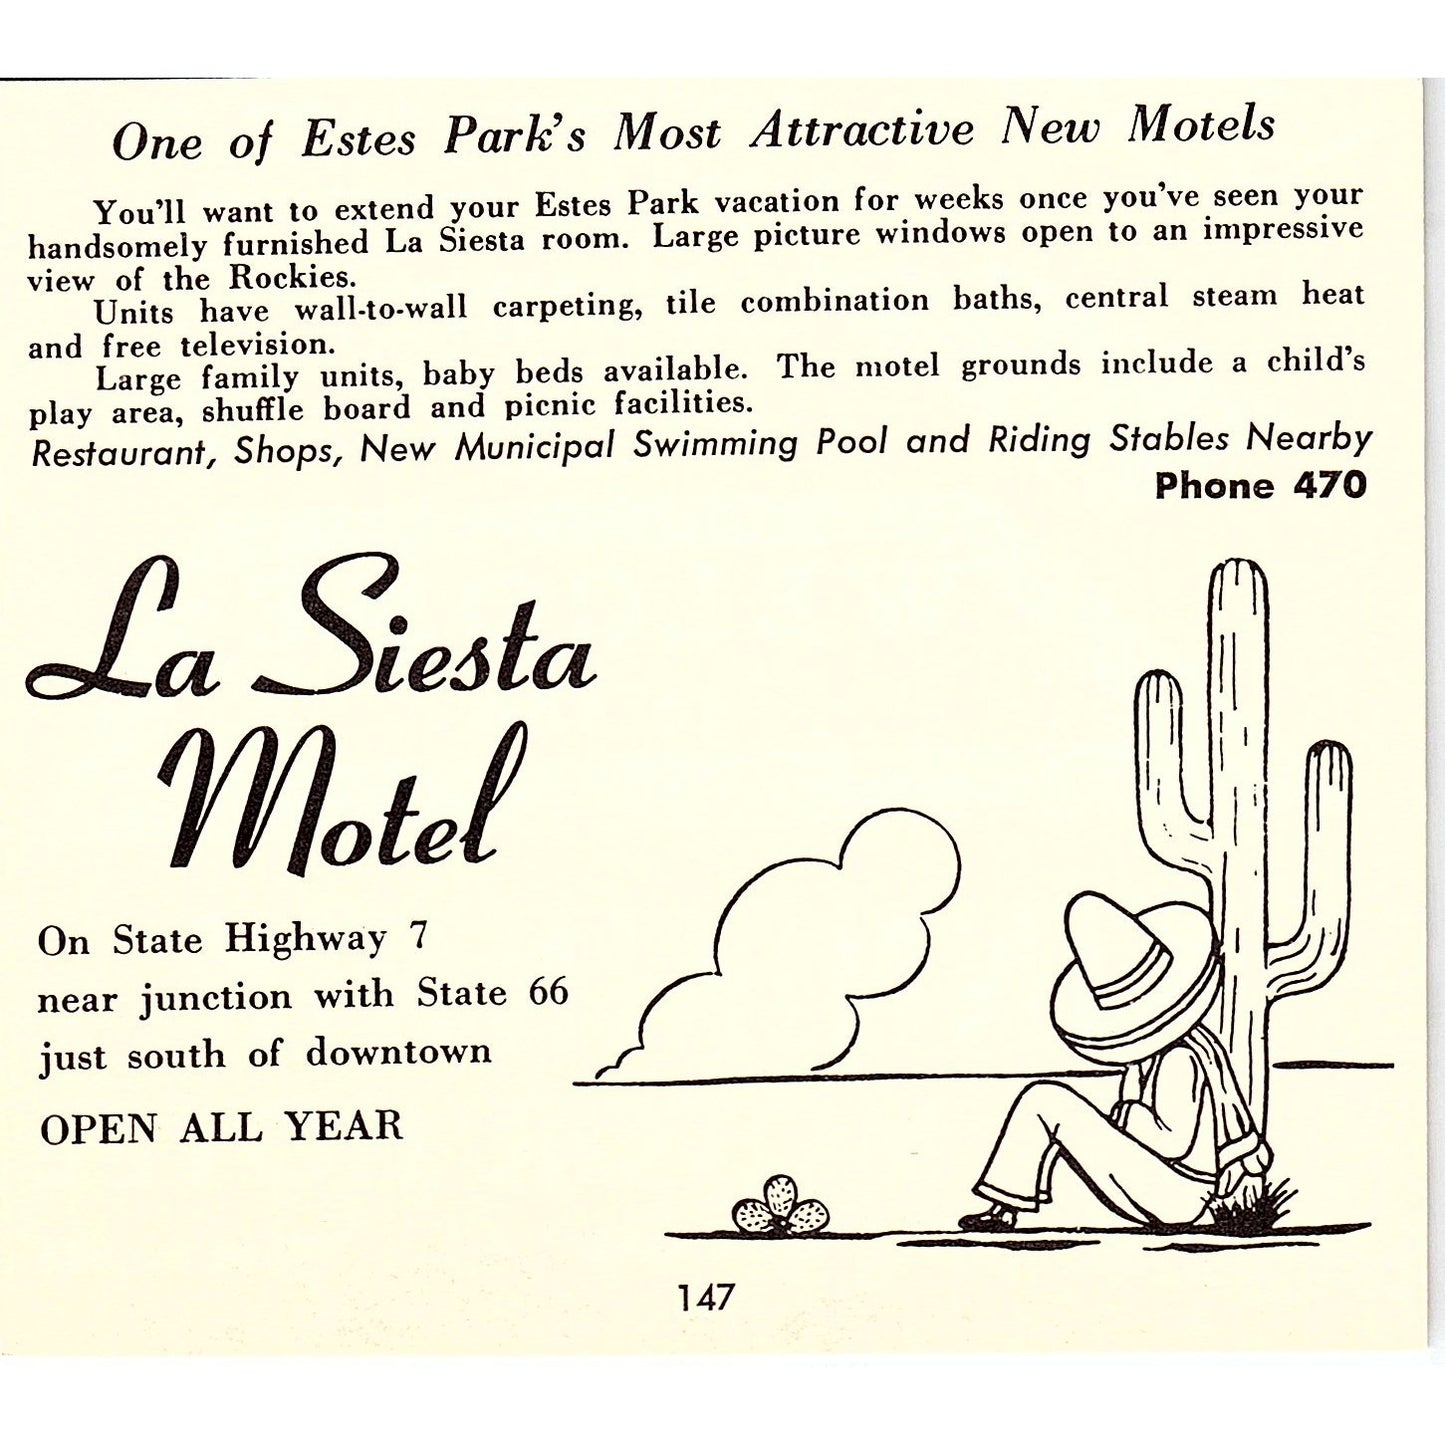 One of Estes Park's Most Attractive New Motels
You'll want to extend your Estes Park vacation for weeks once you've seen your
handsomely furnished La Siesta room. Large picture windows open to an impressive
view of the Rockies.
Units have wall-to-wall carpeting, tile combination baths, central steam heat
and free television.
Large family units, baby beds available. The motel grounds include a child's
play area, shuffle board and picnic facilities.
Restaurant, Shops, New Municipal Swimming Pool and Riding Stables Nearby
Phone 470
La Siesta
Motel
On State Highway 7
near junction with State 66
just south of downtown
OPEN ALL YEAR
147